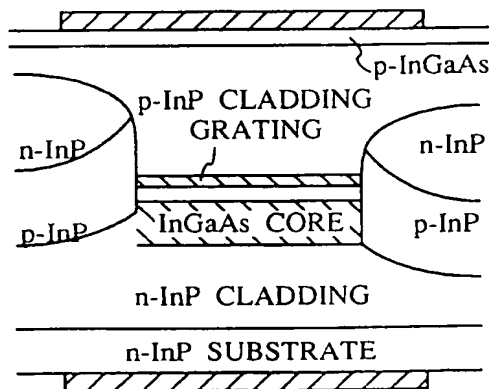 p-InGaAs
p-InP CLADDING
GRATING
n-InP
n-InP
InGaAs CORE
p-InP
p-InP
n-InP CLADDING
n-InP SUBSTRATE